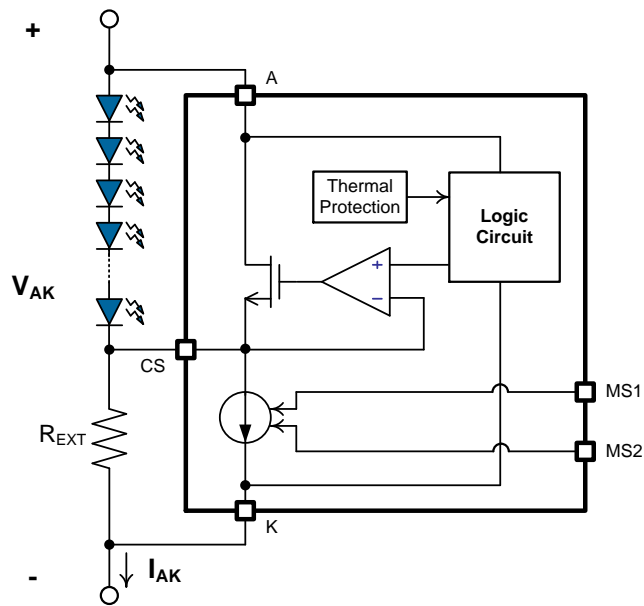 +
A
Thermal
Protection
Logic
Circuit
+
−
V_AK
CS
MS1
R_EXT
MS2
K
-
I_AK